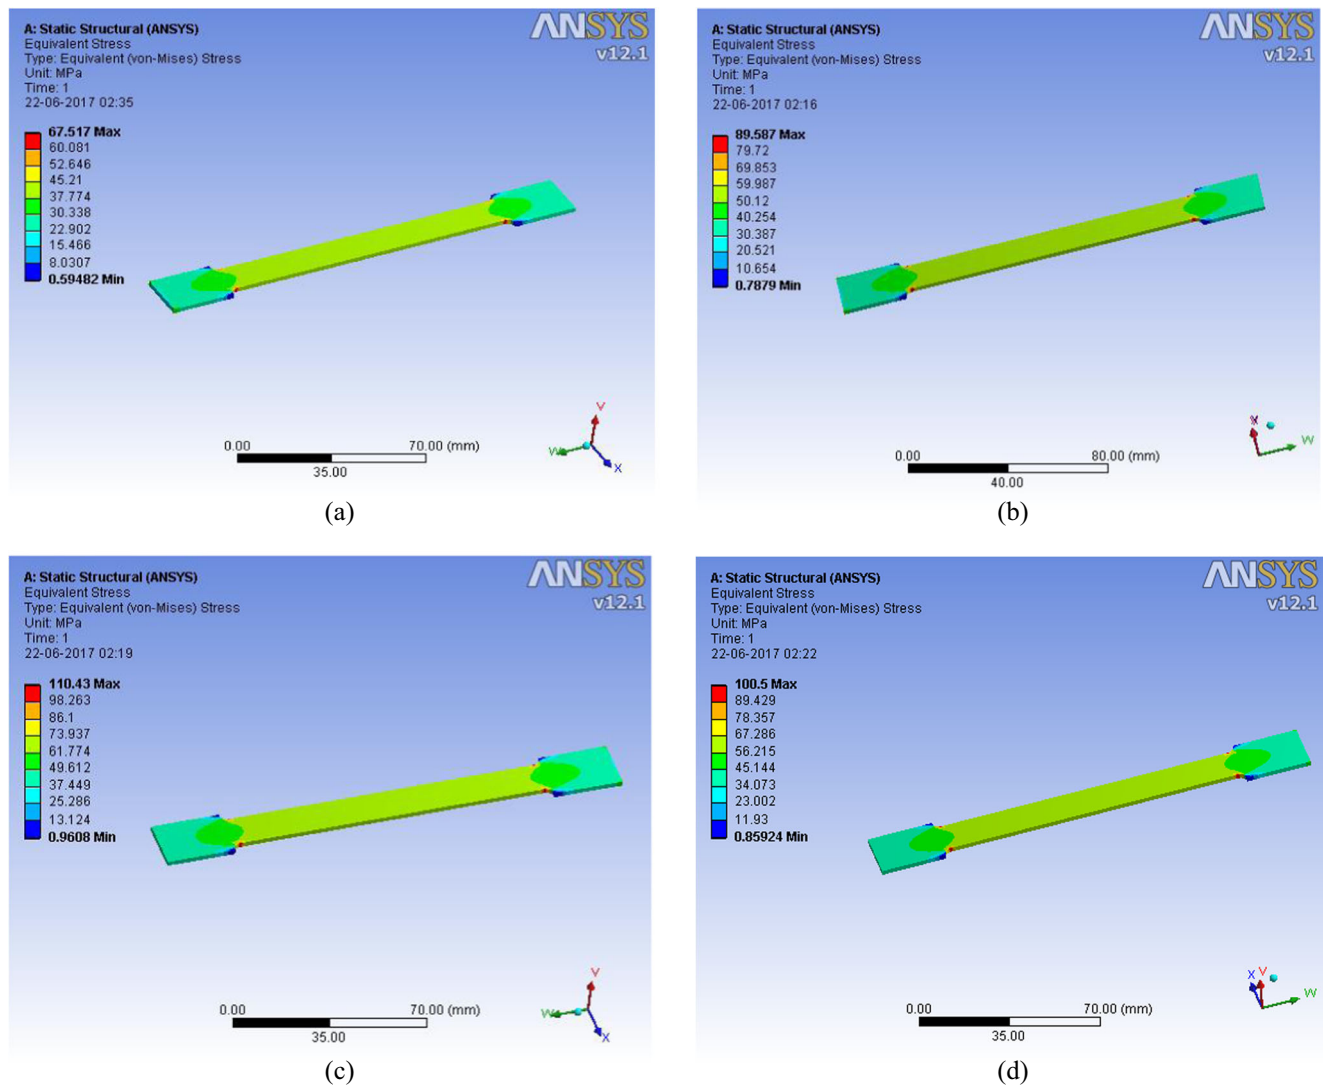 A: Static Structural (ANSYS)
Equivalent Stress
Type: Equivalent (von-Mises) Stress
Unit: MPa
Time: 1
22-06-2017 02:35
ANSYS
v12.1
67.517 Max
60.081
52.646
45.21
37.774
30.338
22.902
15.466
8.0307
0.59482 Min
0.00
70.00 (mm)
35.00
V
W
X
(a)
A: Static Structural (ANSYS)
Equivalent Stress
Type: Equivalent (von-Mises) Stress
Unit: MPa
Time: 1
22-06-2017 02:16
ANSYS
v12.1
89.587 Max
79.72
69.853
59.987
50.12
40.254
30.387
20.521
10.654
0.7879 Min
0.00
80.00 (mm)
40.00
W
(b)
A: Static Structural (ANSYS)
Equivalent Stress
Type: Equivalent (von-Mises) Stress
Unit: MPa
Time: 1
22-06-2017 02:19
ANSYS
v12.1
110.43 Max
98.263
86.1
73.937
61.774
49.612
37.449
25.286
13.124
0.9608 Min
0.00
70.00 (mm)
35.00
V
W
X
(c)
A: Static Structural (ANSYS)
Equivalent Stress
Type: Equivalent (von-Mises) Stress
Unit: MPa
Time: 1
22-06-2017 02:22
ANSYS
v12.1
100.5 Max
89.429
78.357
67.286
56.215
45.144
34.073
23.002
11.93
0.85924 Min
0.00
70.00 (mm)
35.00
X V
W
(d)